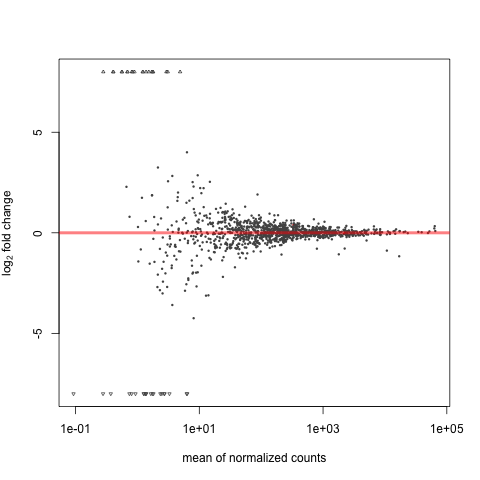 log2 fold change
5
0
-5
1e-01
1e+01
1e+03
1e+05
mean of normalized counts